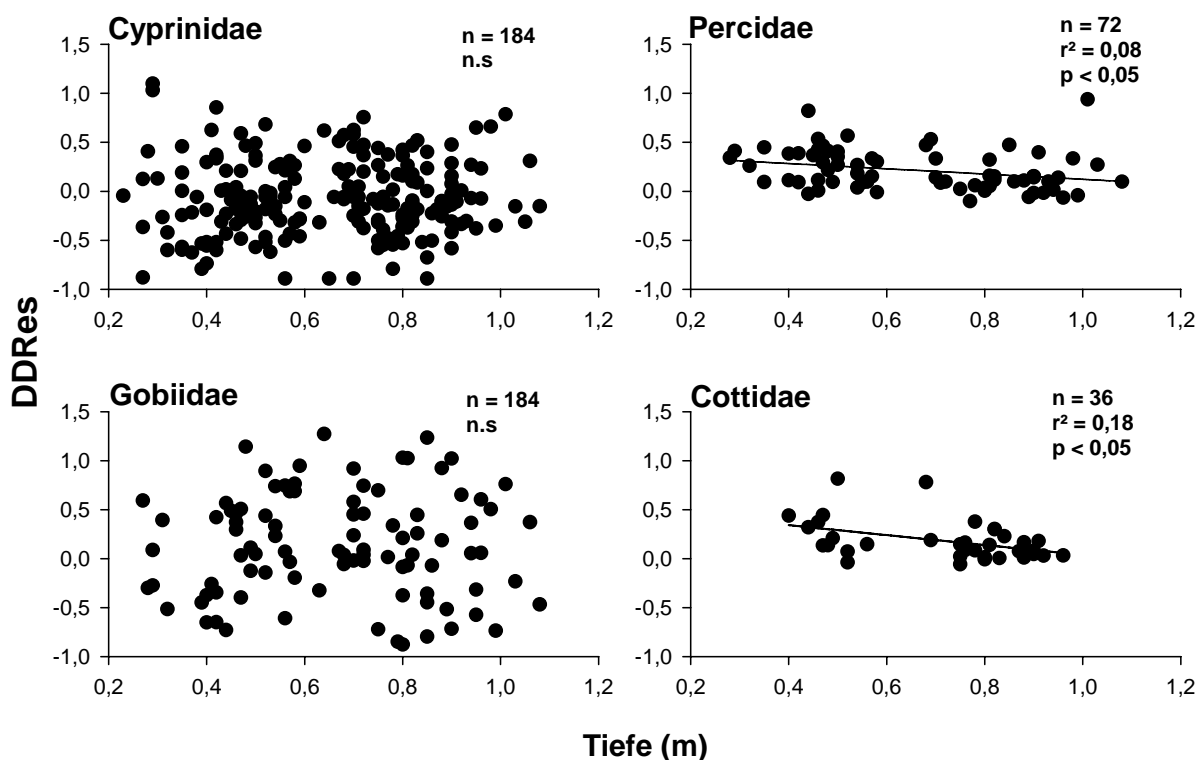 Cyprinidae
n = 184
n.s
1,5
1,0
0,5
0,0
-0,5
-1,0
0,2 0,4 0,6 0,8 1,0 1,2
Percidae
n = 72
r² = 0,08
p < 0,05
1,5
1,0
0,5
0,0
-0,5
-1,0
0,2 0,4 0,6 0,8 1,0 1,2
DDRes
Gobiidae
n = 184
n.s
1,5
1,0
0,5
0,0
-0,5
-1,0
0,2 0,4 0,6 0,8 1,0 1,2
Cottidae
n = 36
r² = 0,18
p < 0,05
1,5
1,0
0,5
0,0
-0,5
-1,0
0,2 0,4 0,6 0,8 1,0 1,2
Tiefe (m)